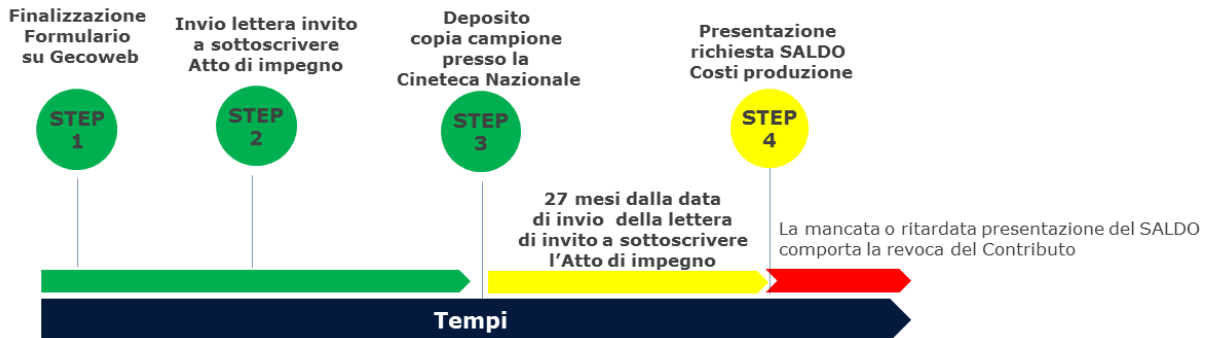 Finalizzazione
Formulario
su Gecoweb
Invio lettera invito
a sottoscrivere
Atto di impegno
Deposito
copia campione
presso la
Cineteca Nazionale
Presentazione
richiesta SALDO
Costi produzione
STEP
1
STEP
2
STEP
3
STEP
4
27 mesi dalla data
di invio della lettera
di invito a sottoscrivere
l’Atto di impegno
La mancata o ritardata presentazione del SALDO
comporta la revoca del Contributo
Tempi